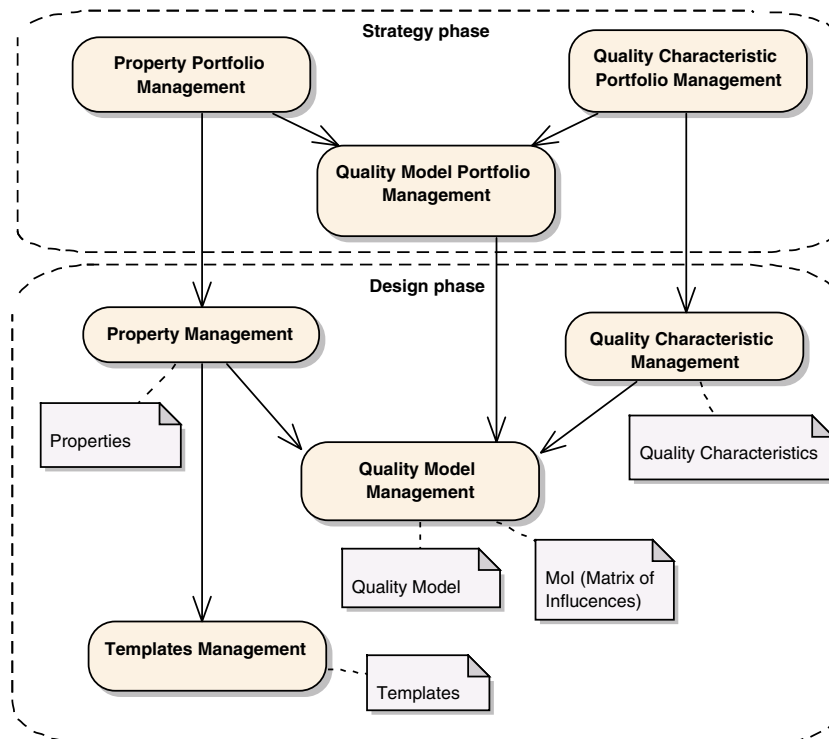 Strategy phase
Property Portfolio
Management
Quality Characteristic
Portfolio Management
Quality Model Portfolio
Management
Design phase
Property Management
Quality Characteristic
Management
Properties
Quality Characteristics
Quality Model
Management
Quality Model
MoI (Matrix of
Influcences)
Templates Management
Templates